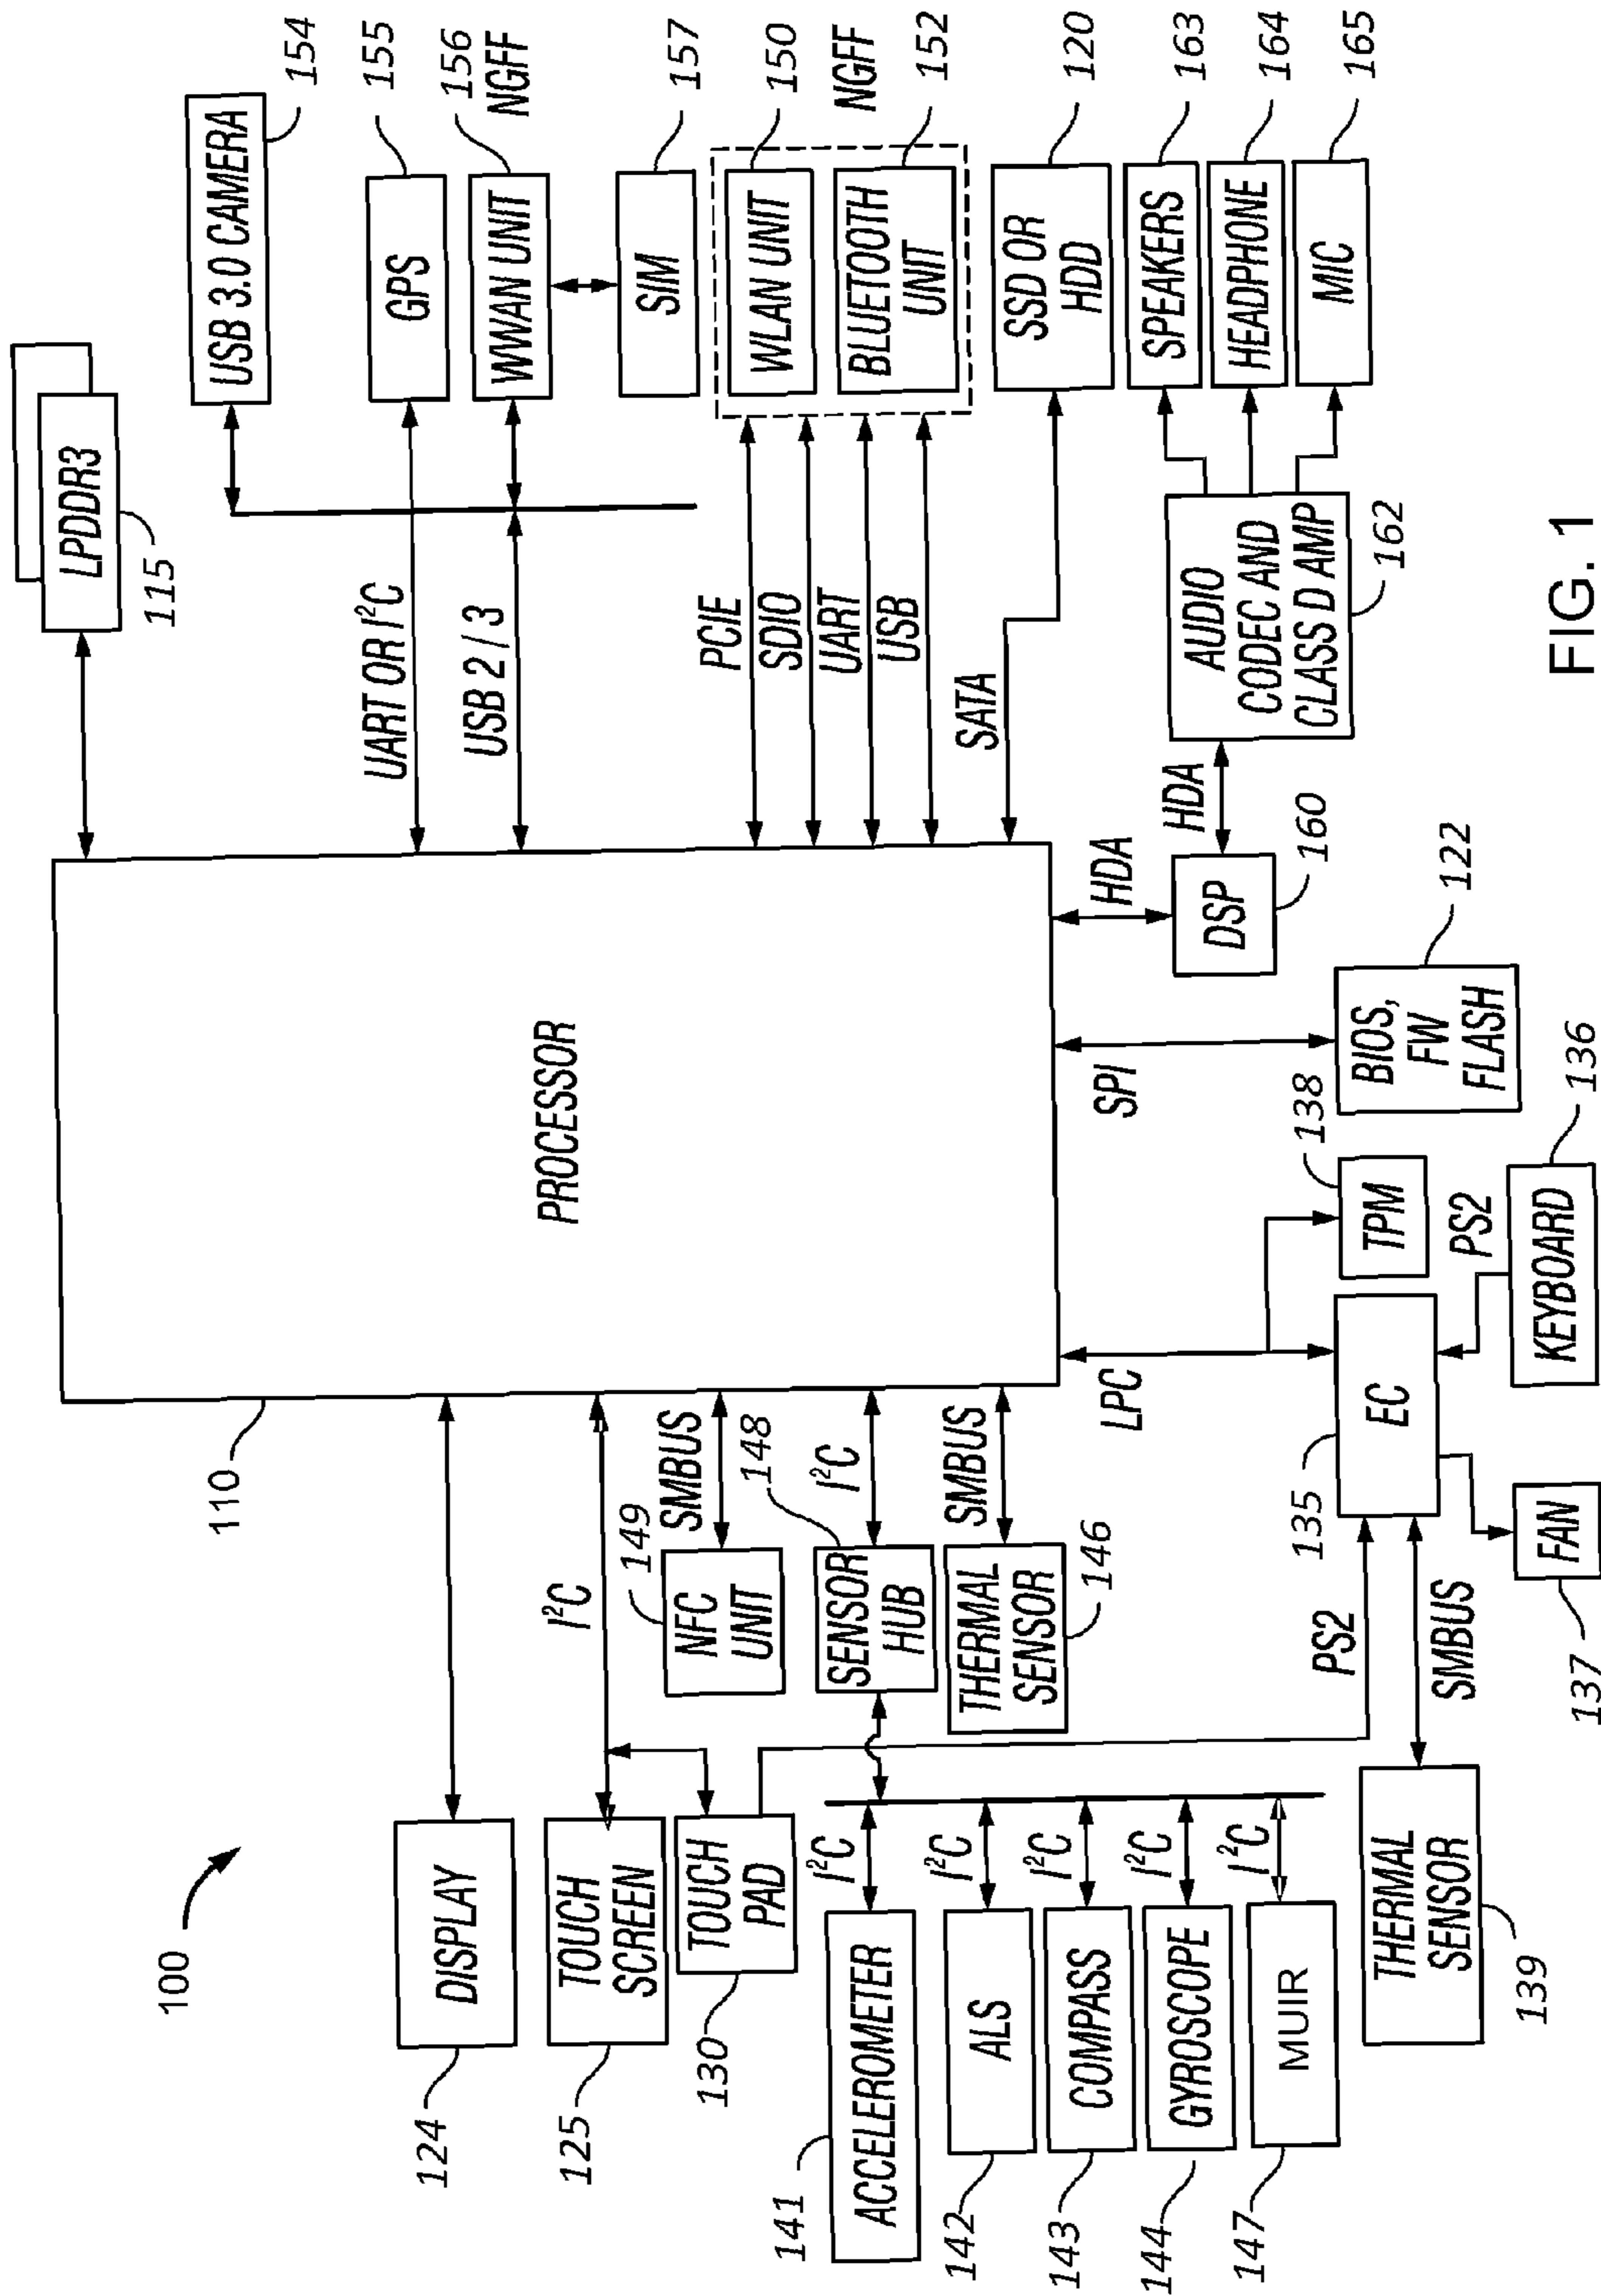 100
110
LPDDR3
115
USB 3.0 CAMERA
154
DISPLAY
124
UART OR I²C
GPS
155
USB 2 / 3
WWAN UNIT
156
NGFF
TOUCH
SCREEN
125
I²C
SIM
157
TOUCH
PAD
130
NFC
UNIT
149
SMBUS
PCIE
SDIO
UART
USB
WLAN UNIT
150
BLUETOOTH
UNIT
152
NGFF
PROCESSOR
SENSOR
HUB
148
I²C
THERMAL
SENSOR
146
SMBUS
SATA
SSD OR
HDD
120
ACCELEROMETER
141
I²C
ALS
142
I²C
COMPASS
143
I²C
GYROSCOPE
144
I²C
MUIR
147
I²C
LPC
SPI
HDA
DSP
160
HDA
AUDIO
CODEC AND
CLASS D AMP
162
SPEAKERS
163
HEADPHONE
164
MIC
165
THERMAL
SENSOR
139
PS2
SMBUS
EC
135
TPM
138
BIOS,
FW
FLASH
122
FAN
137
PS2
KEYBOARD
136
FIG. 1